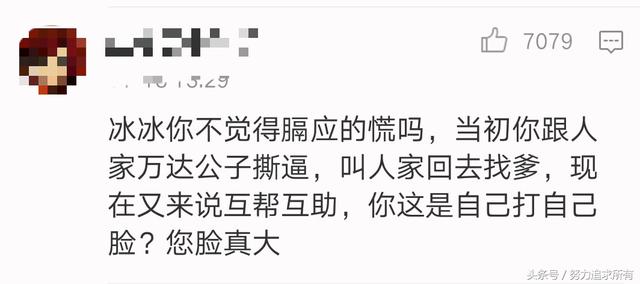 7079
13:29
冰冰你不觉得膈应的慌吗，当初你跟人
家万达公子撕逼，叫人家回去找爹，现
在又来说互帮互助，你这是自己打自己
脸？您脸真大
头条号 / 努力追求所有